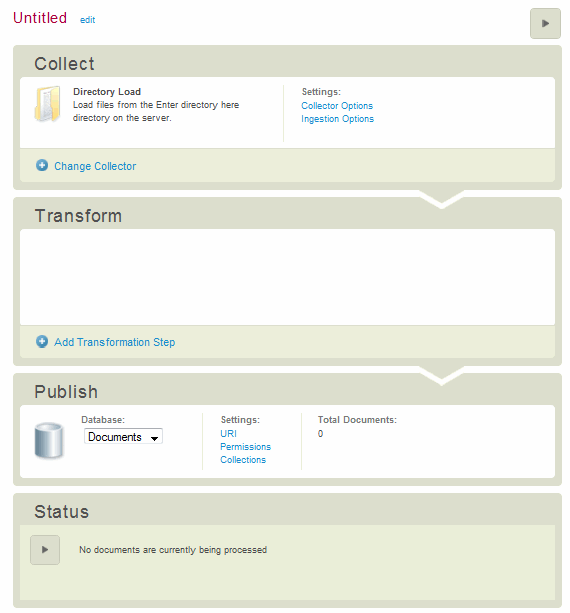 Untitled edit
Collect
Directory Load
Load files from the Enter directory here
directory on the server.
Settings:
Collector Options
Ingestion Options
Change Collector
Transform
Add Transformation Step
Publish
Database:
Documents
Settings:
URI
Permissions
Collections
Total Documents:
0
Status
No documents are currently being processed